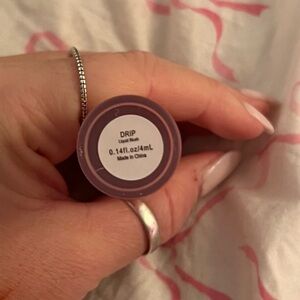 DRIP
Liquid Blush
0.14fl.oz/4mL
Made in China